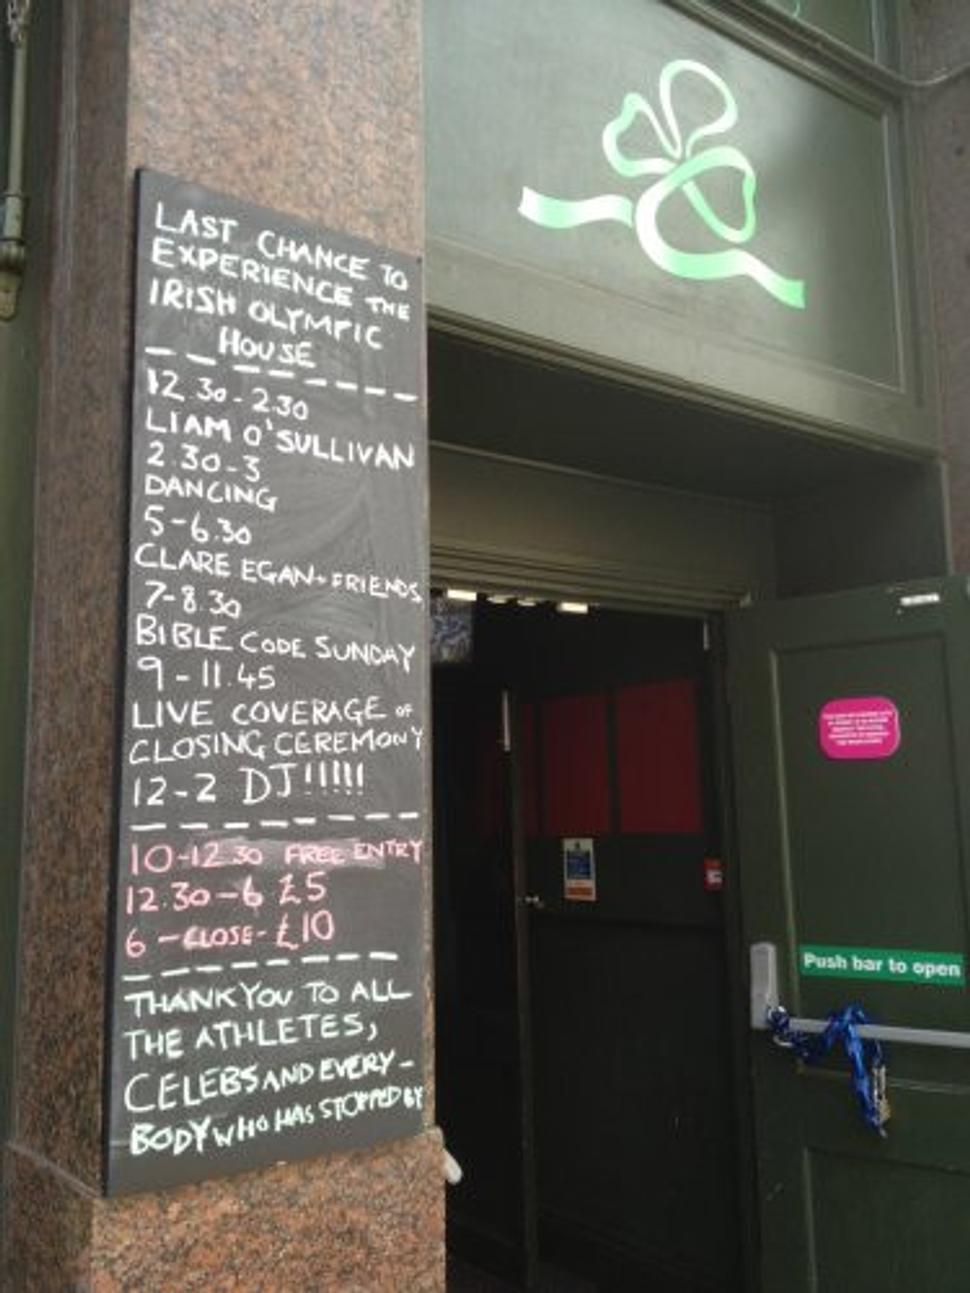 LAST CHANCE TO
EXPERIENCE THE
IRISH OLYMPIC
HOUSE
12.30-2.30
LIAM O'SULLIVAN
2.30-3
DANCING
5-6.30
CLARE EGAN + FRIENDS
7-8.30
BIBLE CODE SUNDAY
9-11.45
LIVE COVERAGE OF
CLOSING CEREMONY
12-2 DJ!!!!!
10-12.30 FREE ENTRY
12.30-6 £5
6-CLOSE-£10
THANK YOU TO ALL
THE ATHLETES,
CELEBS AND EVERY-
BODY WHO HAS STOPPED BY
Push bar to open